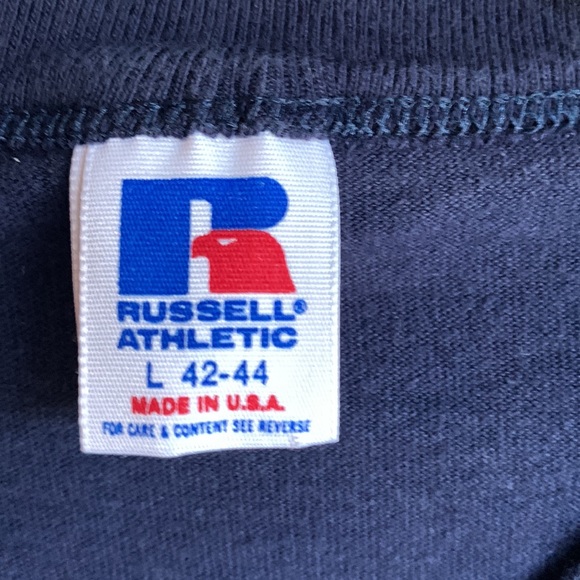 R
RUSSELL®
ATHLETIC
L 42-44
MADE IN U.S.A.
FOR CARE & CONTENT SEE REVERSE